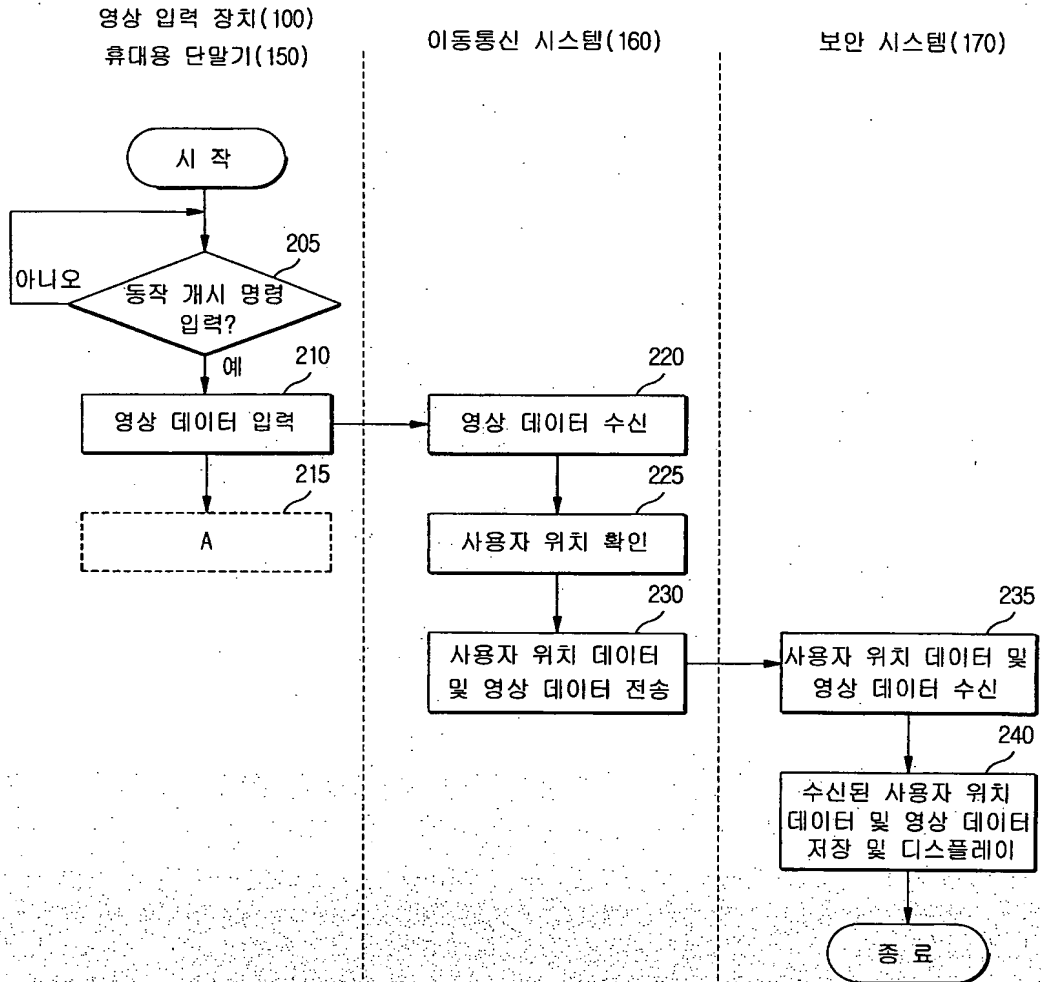 영상 입력 장치(100)
휴대용 단말기(150)
이동통신 시스템(160)
보안 시스템(170)
시 작
205
아니오
동작 개시 명령
입력?
예
210
영상 데이터 입력
215
A
220
영상 데이터 수신
225
사용자 위치 확인
230
사용자 위치 데이터
및 영상 데이터 전송
235
사용자 위치 데이터 및
영상 데이터 수신
240
수신된 사용자 위치
데이터 및 영상 데이터
저장 및 디스플레이
종 료